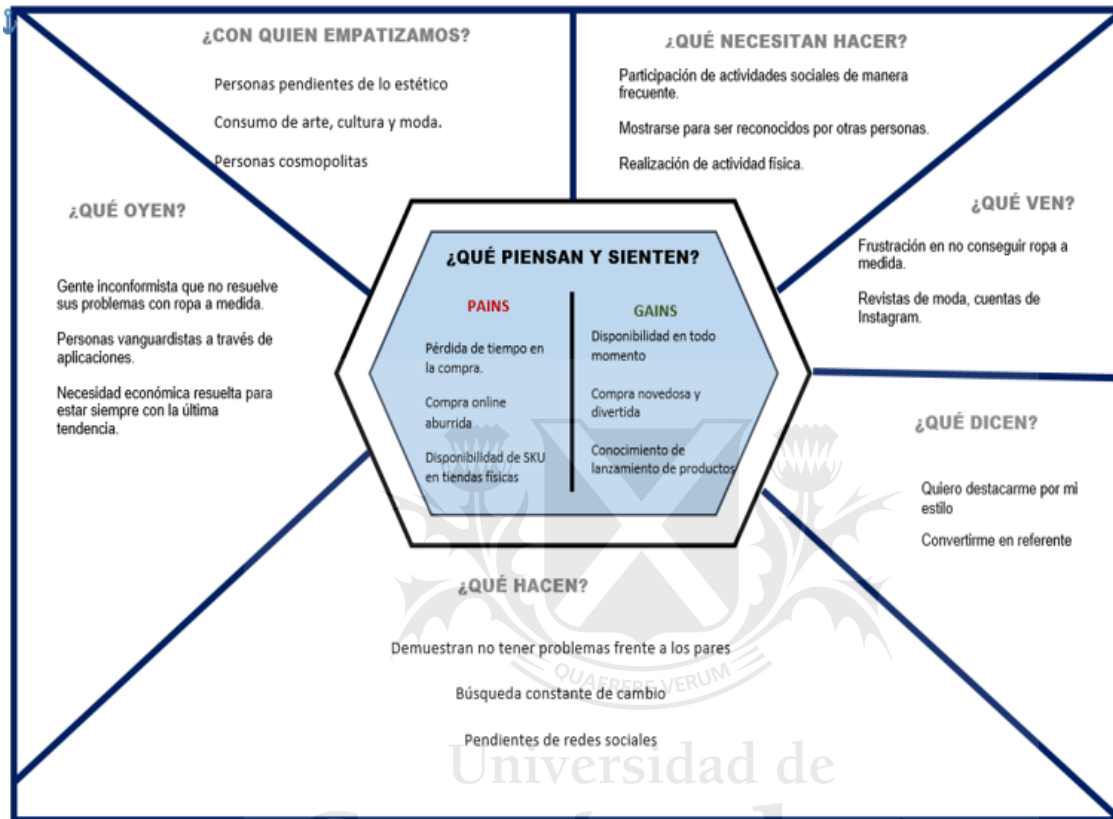 ¿CON QUIEN EMPATIZAMOS?
Personas pendientes de lo estético
Consumo de arte, cultura y moda.
Personas cosmopolitas
¿QUÉ NECESITAN HACER?
Participación de actividades sociales de manera
frecuente.
Mostrarse para ser reconocidos por otras personas.
Realización de actividad física.
¿QUÉ OYEN?
Gente inconformista que no resuelve
sus problemas con ropa a medida.
Personas vanguardistas a través de
aplicaciones.
Necesidad económica resuelta para
estar siempre con la última
tendencia.
¿QUÉ VEN?
Frustración en no conseguir ropa a
medida.
Revistas de moda, cuentas de
Instagram.
¿QUÉ PIENSAN Y SIENTEN?
PAINS
Pérdida de tiempo en
la compra.
Compra online
aburrida
Disponibilidad de SKU
en tiendas físicas
GAINS
Disponibilidad en todo
momento
Compra novedosa y
divertida
Conocimiento de
lanzamiento de productos
¿QUÉ DICEN?
Quiero destacarme por mi
estilo
Convertirme en referente
¿QUÉ HACEN?
Demuestran no tener problemas frente a los pares
Búsqueda constante de cambio
Pendientes de redes sociales
QUAERERE VERUM
Universidad de